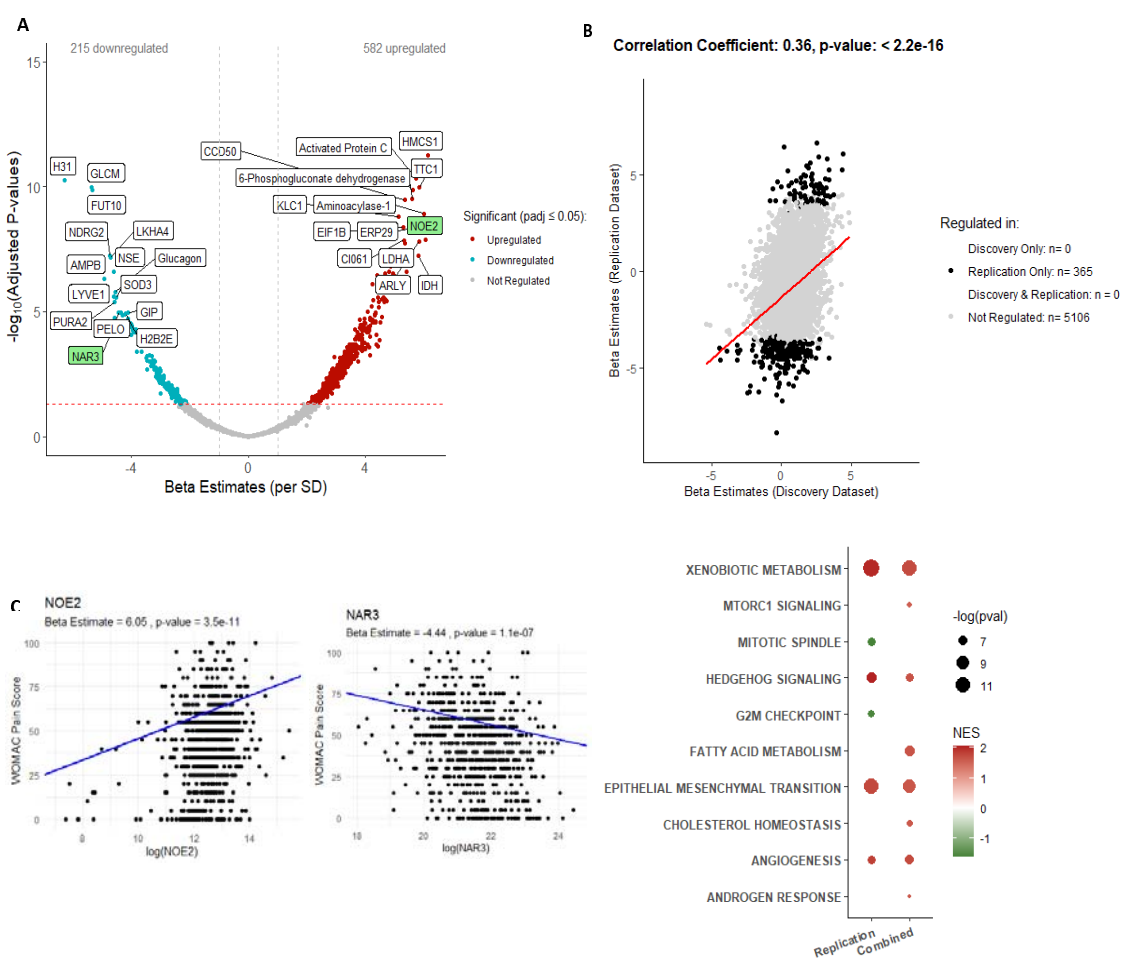 A
215 downregulated
582 upregulated
15
10
5
0
-log10(Adjusted P-values)
-4
0
4
Beta Estimates (per SD)
H31
GLCM
FUT10
NDRG2
LKHA4
AMPB
NSE
Glucagon
LYVE1
SOD3
PURA2
PELO
GIP
NAR3
H2B2E
CCD50
Activated Protein C
HMCS1
TTC1
6-Phosphogluconate dehydrogenase
KLC1
Aminoacylase-1
NOE2
EIF1B
ERP29
CI061
LDHA
ARLY
IDH
Significant (padj ≤ 0.05):
Upregulated
Downregulated
Not Regulated
B
Correlation Coefficient: 0.36, p-value: < 2.2e-16
Beta Estimates (Replication Dataset)
5
0
-5
-5
0
5
Beta Estimates (Discovery Dataset)
Regulated in:
Discovery Only: n= 0
Replication Only: n= 365
Discovery & Replication: n = 0
Not Regulated: n= 5106
C
NOE2
Beta Estimate = 6.05 , p-value = 3.5e-11
WOMAC Pain Score
100
75
50
25
0
8
10
12
14
log(NOE2)
NAR3
Beta Estimate = -4.44 , p-value = 1.1e-07
WOMAC Pain Score
100
75
50
25
0
18
20
22
24
log(NAR3)
XENOBIOTIC METABOLISM
MTORC1 SIGNALING
MITOTIC SPINDLE
HEDGEHOG SIGNALING
G2M CHECKPOINT
FATTY ACID METABOLISM
EPITHELIAL MESENCHYMAL TRANSITION
CHOLESTEROL HOMEOSTASIS
ANGIOGENESIS
ANDROGEN RESPONSE
Replication
Combined
-log(pval)
7
9
11
NES
2
1
0
-1